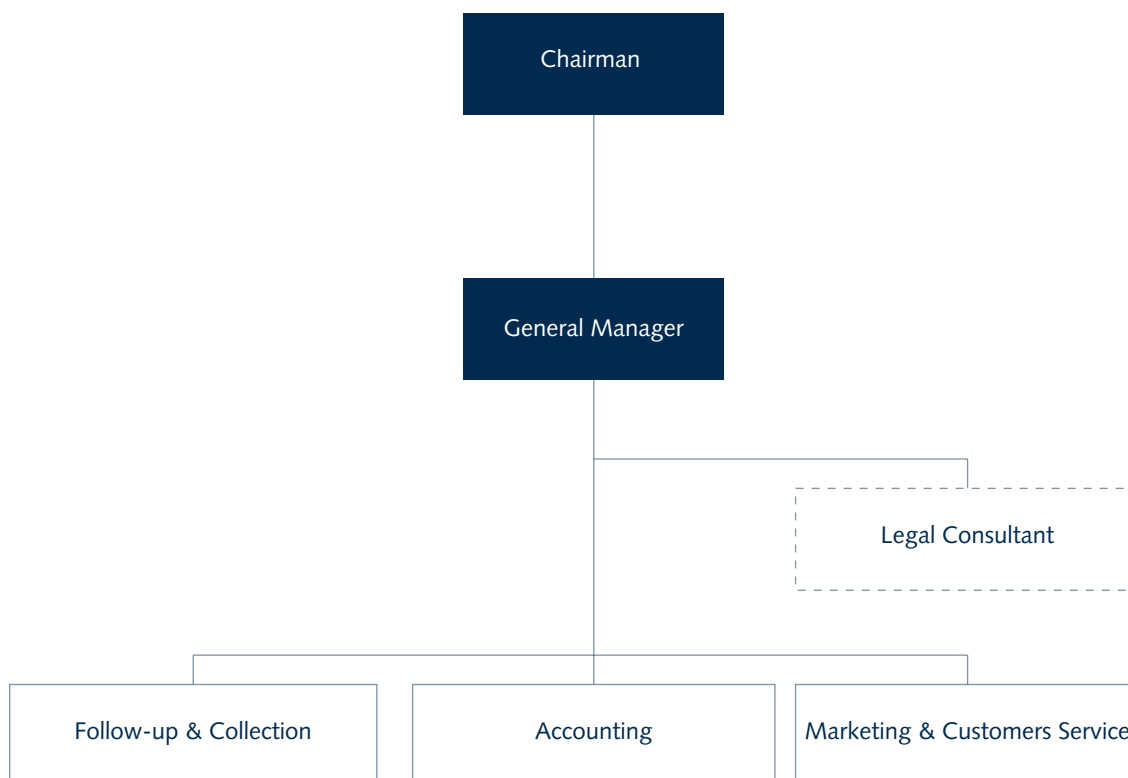 Chairman
General Manager
Legal Consultant
Follow-up & Collection
Accounting
Marketing & Customers Service